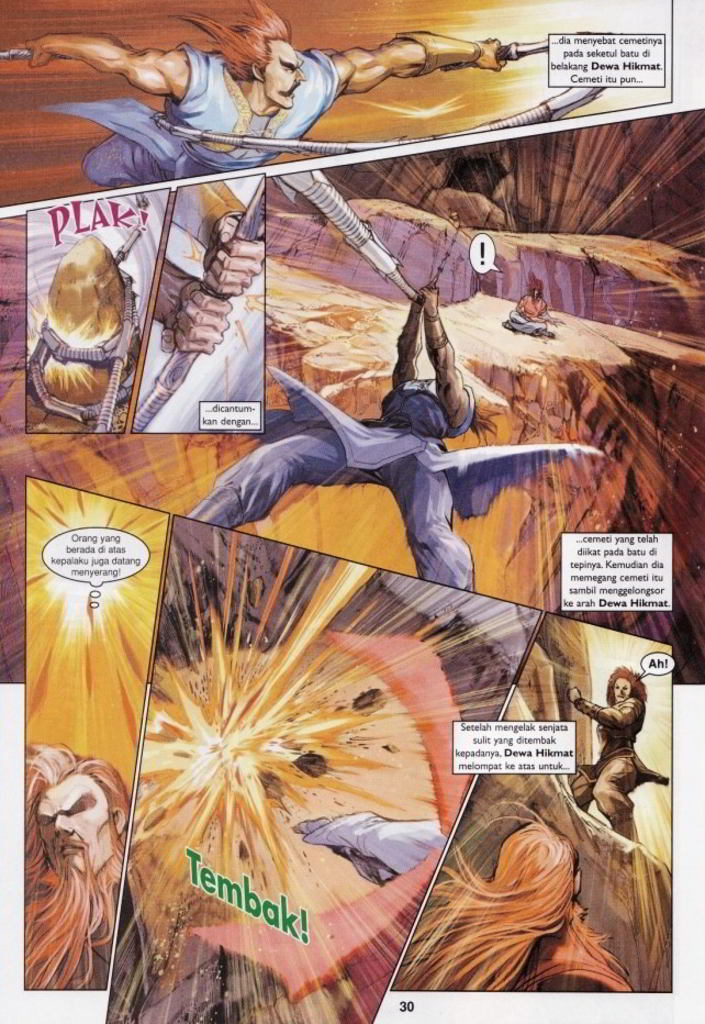 ...dia menyebat cemetinya
pada seketul batu di
belakang Dewa Hikmat.
Cemeti itu pun...
PLAK!
!
...dicantum-
kan dengan...
...cemeti yang telah
diikat pada batu di
tepinya. Kemudian dia
memegang cemeti itu
sambil menggelongsor
ke arah Dewa Hikmat.
Orang yang
berada di atas
kepalaku juga datang
menyerang!
Tembak!
Setelah mengelak senjata
sulit yang ditembak
kepadanya, Dewa Hikmat
melompat ke atas untuk...
Ah!
30